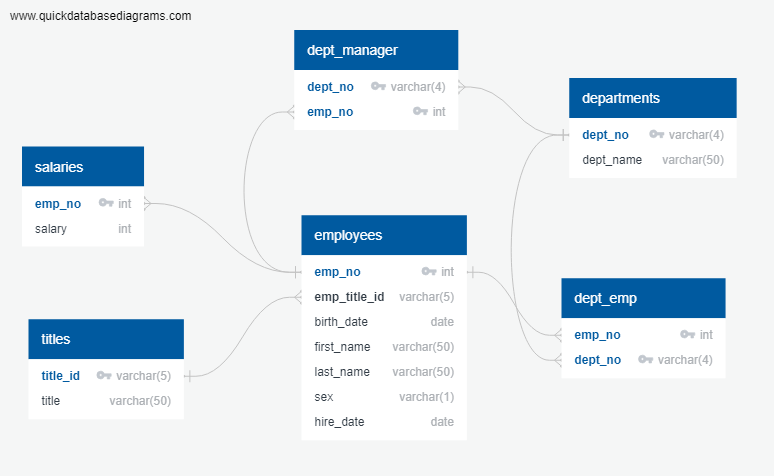 www.quickdatabasediagrams.com
dept_manager
dept_no varchar(4)
emp_no int
departments
dept_no varchar(4)
dept_name varchar(50)
salaries
emp_no int
salary int
employees
emp_no int
emp_title_id varchar(5)
birth_date date
first_name varchar(50)
last_name varchar(50)
sex varchar(1)
hire_date date
dept_emp
emp_no int
dept_no varchar(4)
titles
title_id varchar(5)
title varchar(50)